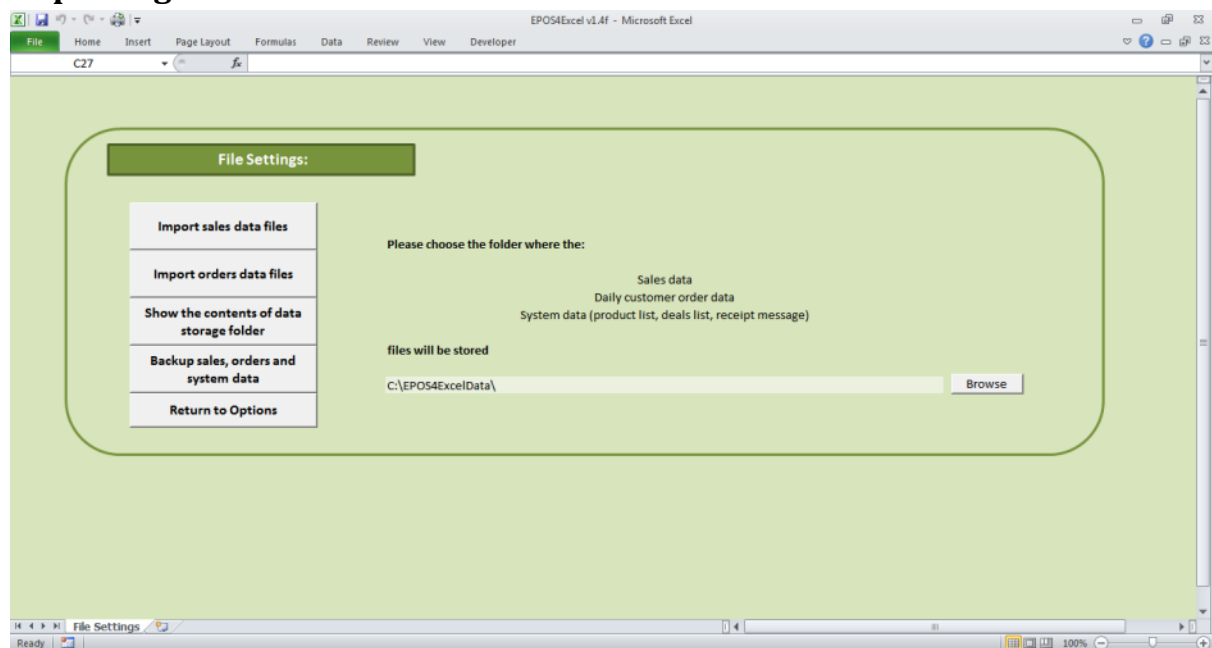 EPOS4Excel v1.4f - Microsoft Excel
File Home Insert Page Layout Formulas Data Review View Developer
C27 fx
File Settings:
Import sales data files
Import orders data files
Show the contents of data
storage folder
Backup sales, orders and
system data
Return to Options
Please choose the folder where the:
Sales data
Daily customer order data
System data (product list, deals list, receipt message)
files will be stored
C:\EPOS4ExcelData\
Browse
File Settings
Ready 100%